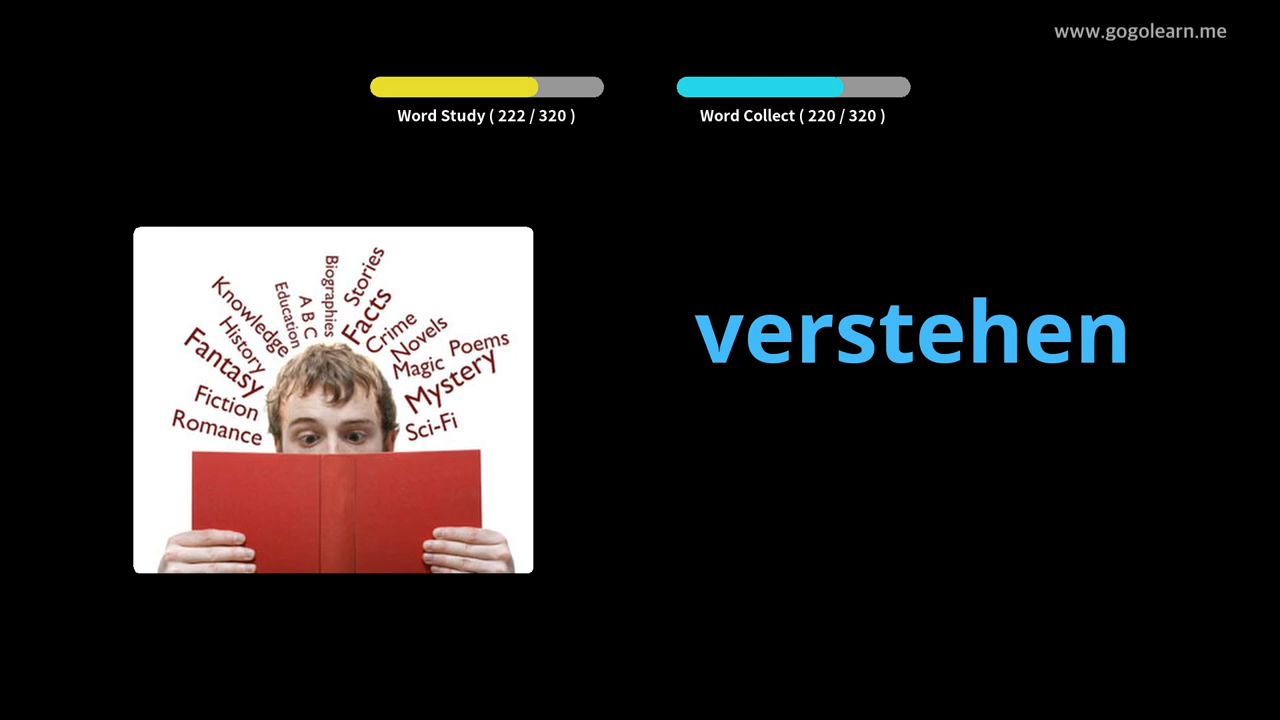 www.gogolearn.me
Word Study ( 222 / 320 )
Word Collect ( 220 / 320 )
verstehen
Biographies
Stories
Education
A B C
Facts
Knowledge
Crime
History
Novels
Poems
Fantasy
Magic
Mystery
Fiction
Romance
Sci-Fi